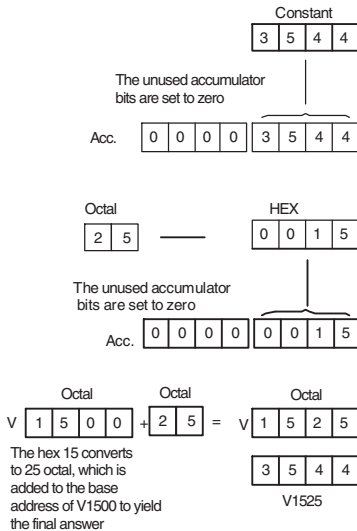 Constant
3 5 4 4
The unused accumulator
bits are set to zero
Acc. 0 0 0 0 3 5 4 4
Octal HEX
2 5 0 0 1 5
The unused accumulator
bits are set to zero
Acc. 0 0 0 0 0 0 1 5
Octal Octal Octal
V 1 5 0 0 + 2 5 = V 1 5 2 5
The hex 15 converts
to 25 octal, which is
added to the base
address of V1500 to yield
the final answer
3 5 4 4
V1525